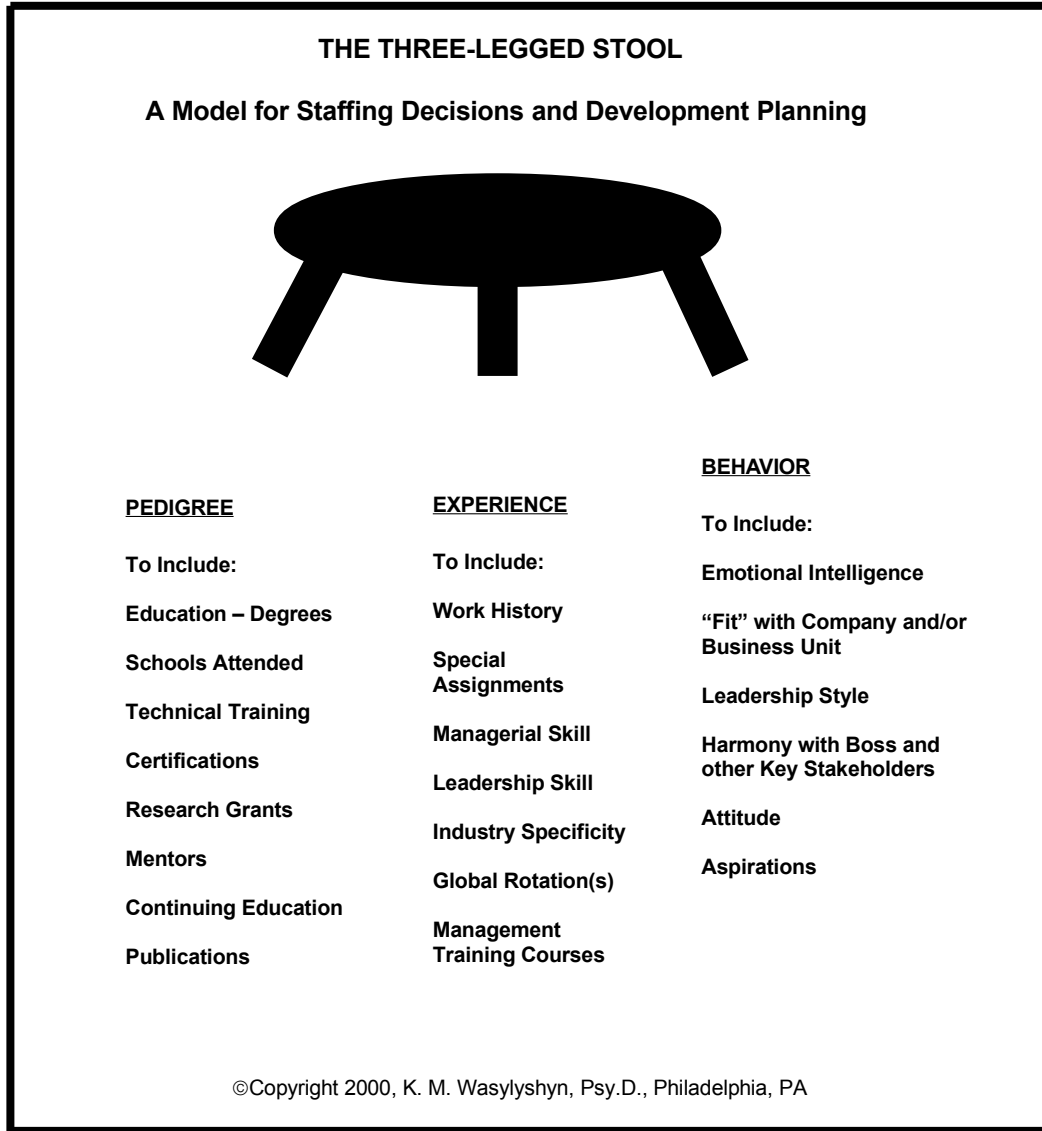 THE THREE-LEGGED STOOL
A Model for Staffing Decisions and Development Planning
PEDIGREE
To Include:
Education – Degrees
Schools Attended
Technical Training
Certifications
Research Grants
Mentors
Continuing Education
Publications
EXPERIENCE
To Include:
Work History
Special
Assignments
Managerial Skill
Leadership Skill
Industry Specificity
Global Rotation(s)
Management
Training Courses
BEHAVIOR
To Include:
Emotional Intelligence
“Fit” with Company and/or
Business Unit
Leadership Style
Harmony with Boss and
other Key Stakeholders
Attitude
Aspirations
©Copyright 2000, K. M. Wasylyshyn, Psy.D., Philadelphia, PA